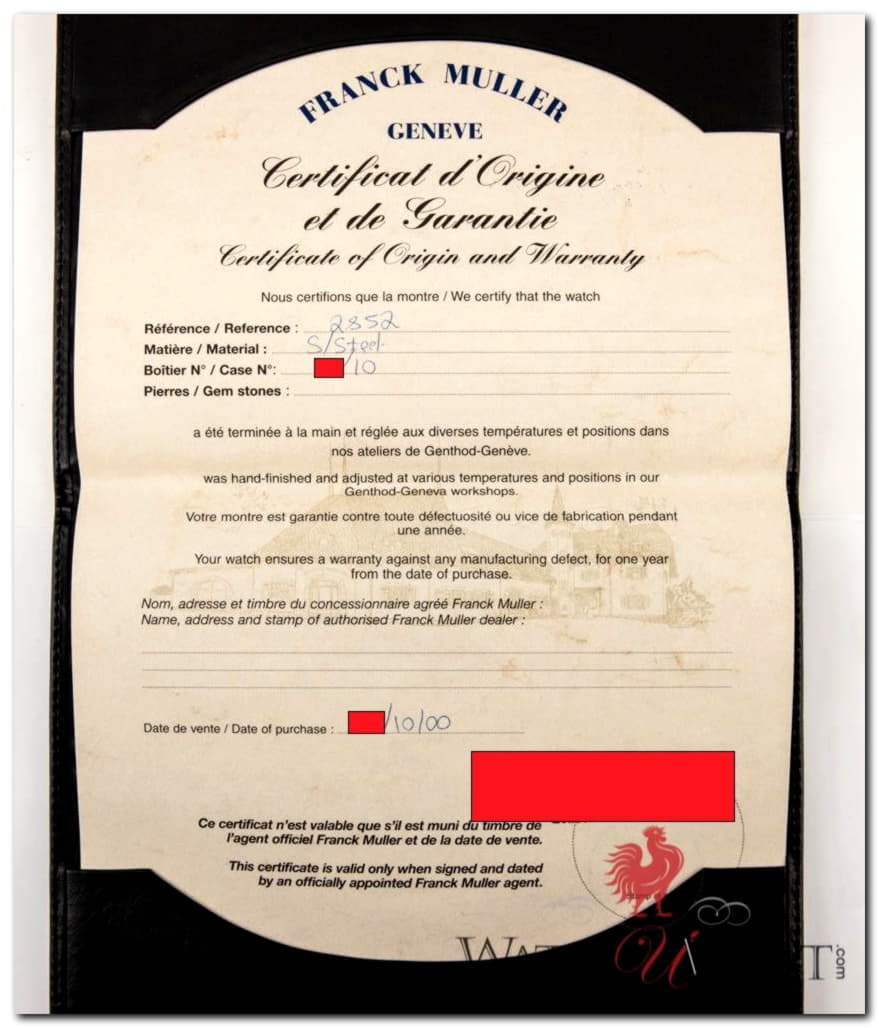 FRANCK MULLER
GENEVE
Certificat d'Origine
et de Garantie
Certificate of Origin and Warranty
Nous certifions que la montre / We certify that the watch
Référence / Reference : 2852
Matière / Material : S/Steel
Boîtier N° / Case N°: /10
Pierres / Gem stones :
a été terminée à la main et réglée aux diverses températures et positions dans
nos ateliers de Genthod-Genève.
was hand-finished and adjusted at various temperatures and positions in our
Genthod-Geneva workshops.
Votre montre est garantie contre toute défectuosité ou vice de fabrication pendant
une année.
Your watch ensures a warranty against any manufacturing defect, for one year
from the date of purchase.
Nom, adresse et timbre du concessionnaire agréé Franck Muller :
Name, address and stamp of authorised Franck Muller dealer :
Date de vente / Date of purchase : /10/00
Ce certificat n'est valable que s'il est muni du timbre de
l'agent officiel Franck Muller et de la date de vente.
This certificate is valid only when signed and dated
by an officially appointed Franck Muller agent.
.com